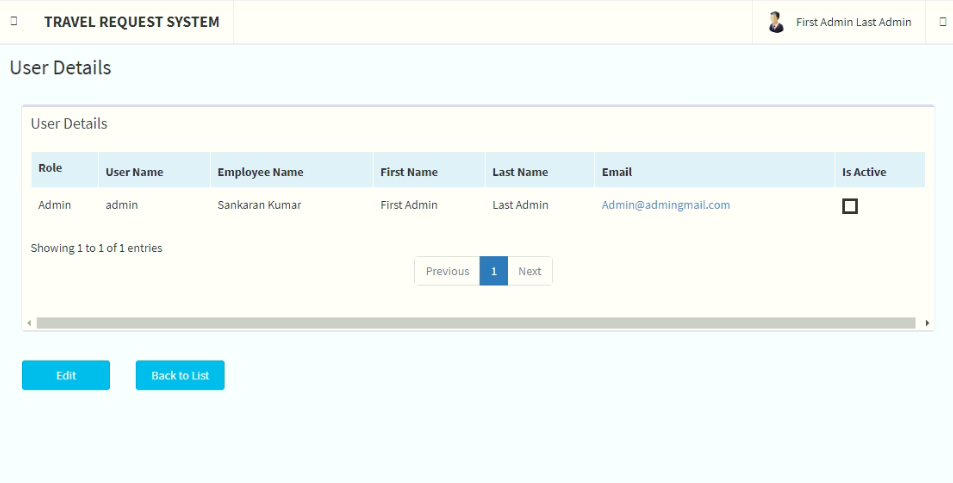 TRAVEL REQUEST SYSTEM First Admin Last Admin
User Details
User Details
Role User Name Employee Name First Name Last Name Email Is Active
Admin admin Sankaran Kumar First Admin Last Admin Admin@admingmail.com
Showing 1 to 1 of 1 entries
Previous 1 Next
Edit Back to List